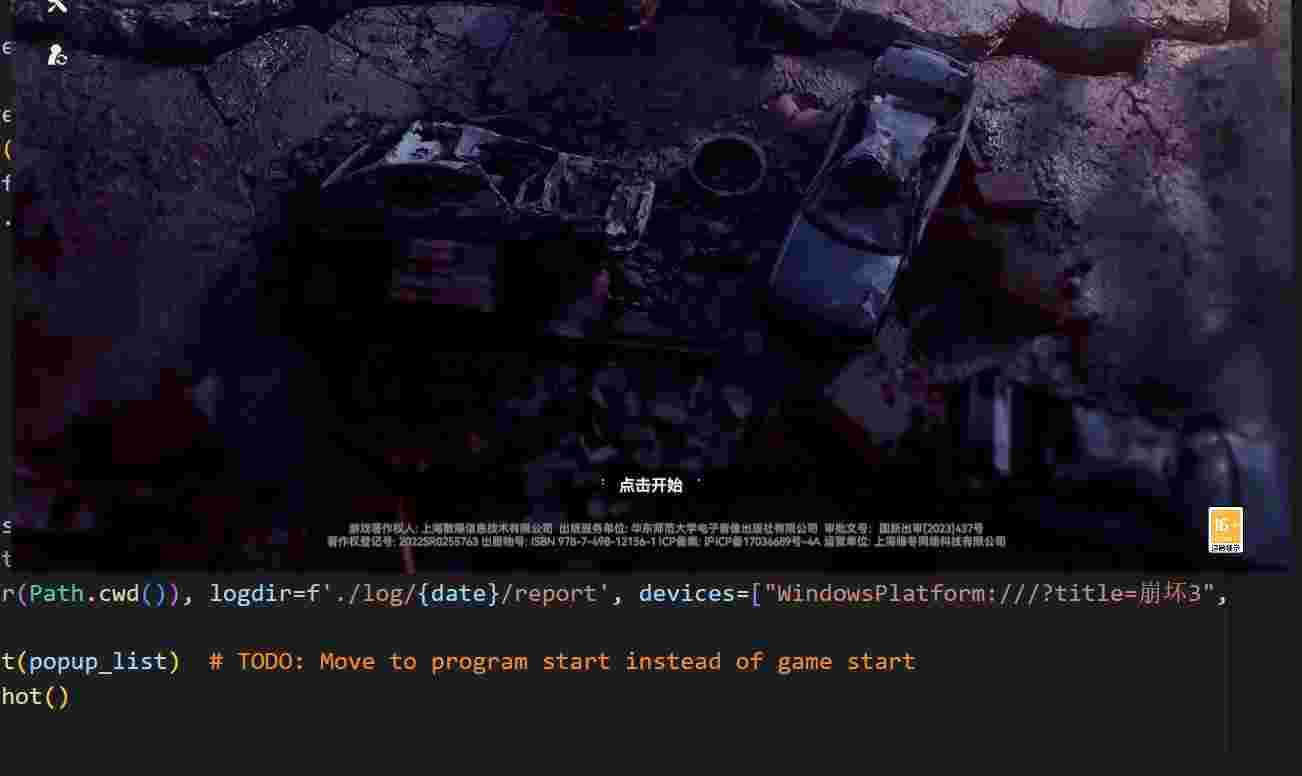 e
e
(
f
.
点击开始
游戏著作权人: 上海散爆信息技术有限公司 出版服务单位: 华东师范大学电子音像出版社有限公司 审批文号: 国新出审[2023]437号
著作权登记号: 2022SR0255763 出版物号: ISBN 978-7-498-12156-1 ICP备案: 沪ICP备17036689号-4A 运营单位: 上海暗冬网络科技有限公司
16+
适龄提示
s
t
r(Path.cwd()), logdir=f'./log/{date}/report', devices=["WindowsPlatform:///?title=崩坏3",
t(popup_list)  # TODO: Move to program start instead of game start
hot()